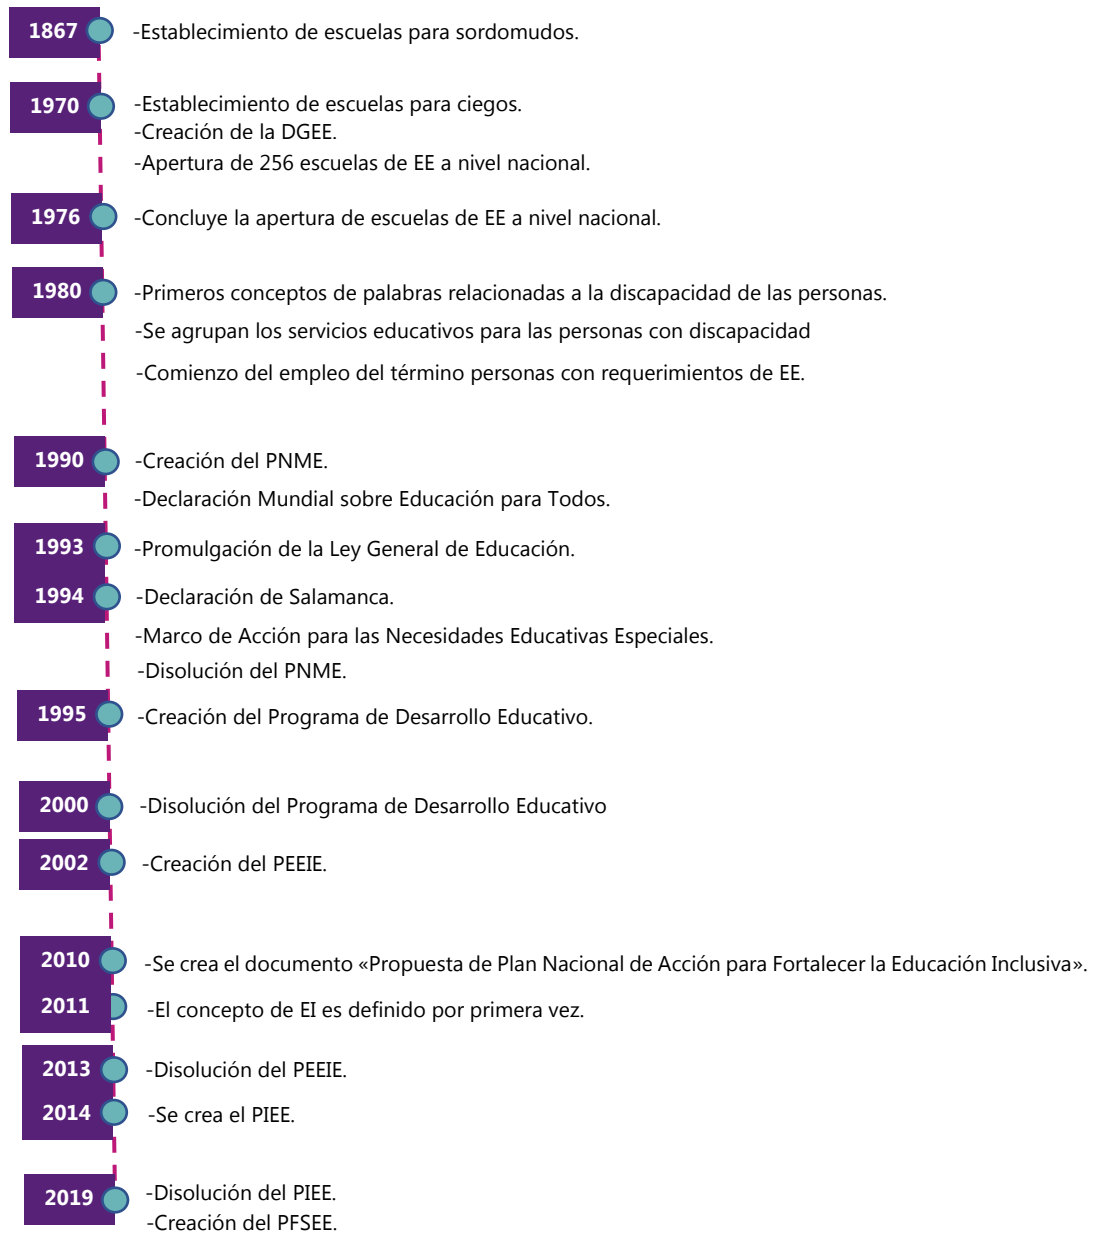 1867
-Establecimiento de escuelas para sordomudos.
1970
-Establecimiento de escuelas para ciegos.
-Creación de la DGEE.
-Apertura de 256 escuelas de EE a nivel nacional.
1976
-Concluye la apertura de escuelas de EE a nivel nacional.
1980
-Primeros conceptos de palabras relacionadas a la discapacidad de las personas.
-Se agrupan los servicios educativos para las personas con discapacidad
-Comienzo del empleo del término personas con requerimientos de EE.
1990
-Creación del PNME.
-Declaración Mundial sobre Educación para Todos.
1993
-Promulgación de la Ley General de Educación.
1994
-Declaración de Salamanca.
-Marco de Acción para las Necesidades Educativas Especiales.
-Disolución del PNME.
1995
-Creación del Programa de Desarrollo Educativo.
2000
-Disolución del Programa de Desarrollo Educativo
2002
-Creación del PEEIE.
2010
-Se crea el documento «Propuesta de Plan Nacional de Acción para Fortalecer la Educación Inclusiva».
2011
-El concepto de EI es definido por primera vez.
2013
-Disolución del PEEIE.
2014
-Se crea el PIEE.
2019
-Disolución del PIEE.
-Creación del PFSEE.